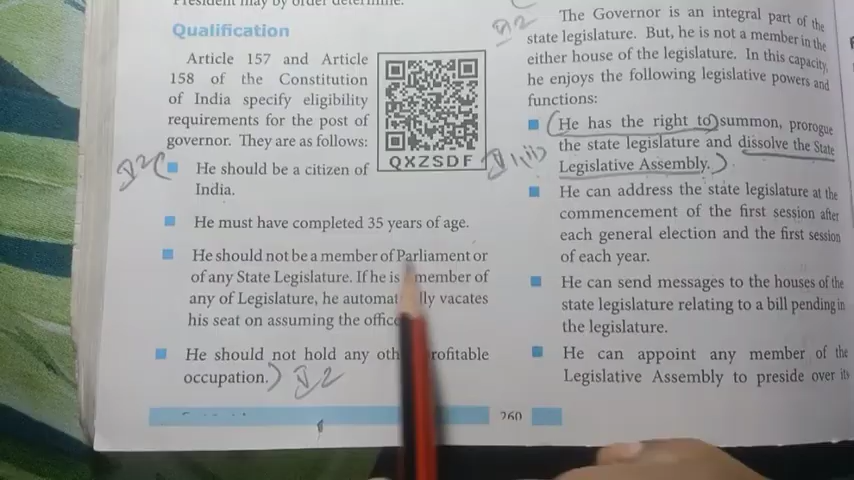 President may by order determine.
Qualification
Article 157 and Article
158 of the Constitution
of India specify eligibility
requirements for the post of
governor. They are as follows:
QXZSDF
He should be a citizen of
India.
He must have completed 35 years of age.
He should not be a member of Parliament or
of any State Legislature. If he is member of
any of Legislature, he vacates
his seat on assuming the
He should not hold any
occupation.)
260
The Governor is an integral part of the
state legislature. But, he is not a member in the
either house of the legislature. In this capacity,
he enjoys the following legislative powers and
functions:
(He has the right to) summon, prorogue
the state legislature and dissolve the State
Legislative Assembly.)
He can address the state legislature at the
commencement of the first session after
each general election and the first session
of each year.
He can send messages to the houses of the
state legislature relating to a bill pending in
the legislature.
He can appoint any member of the
Legislative Assembly to preside over its